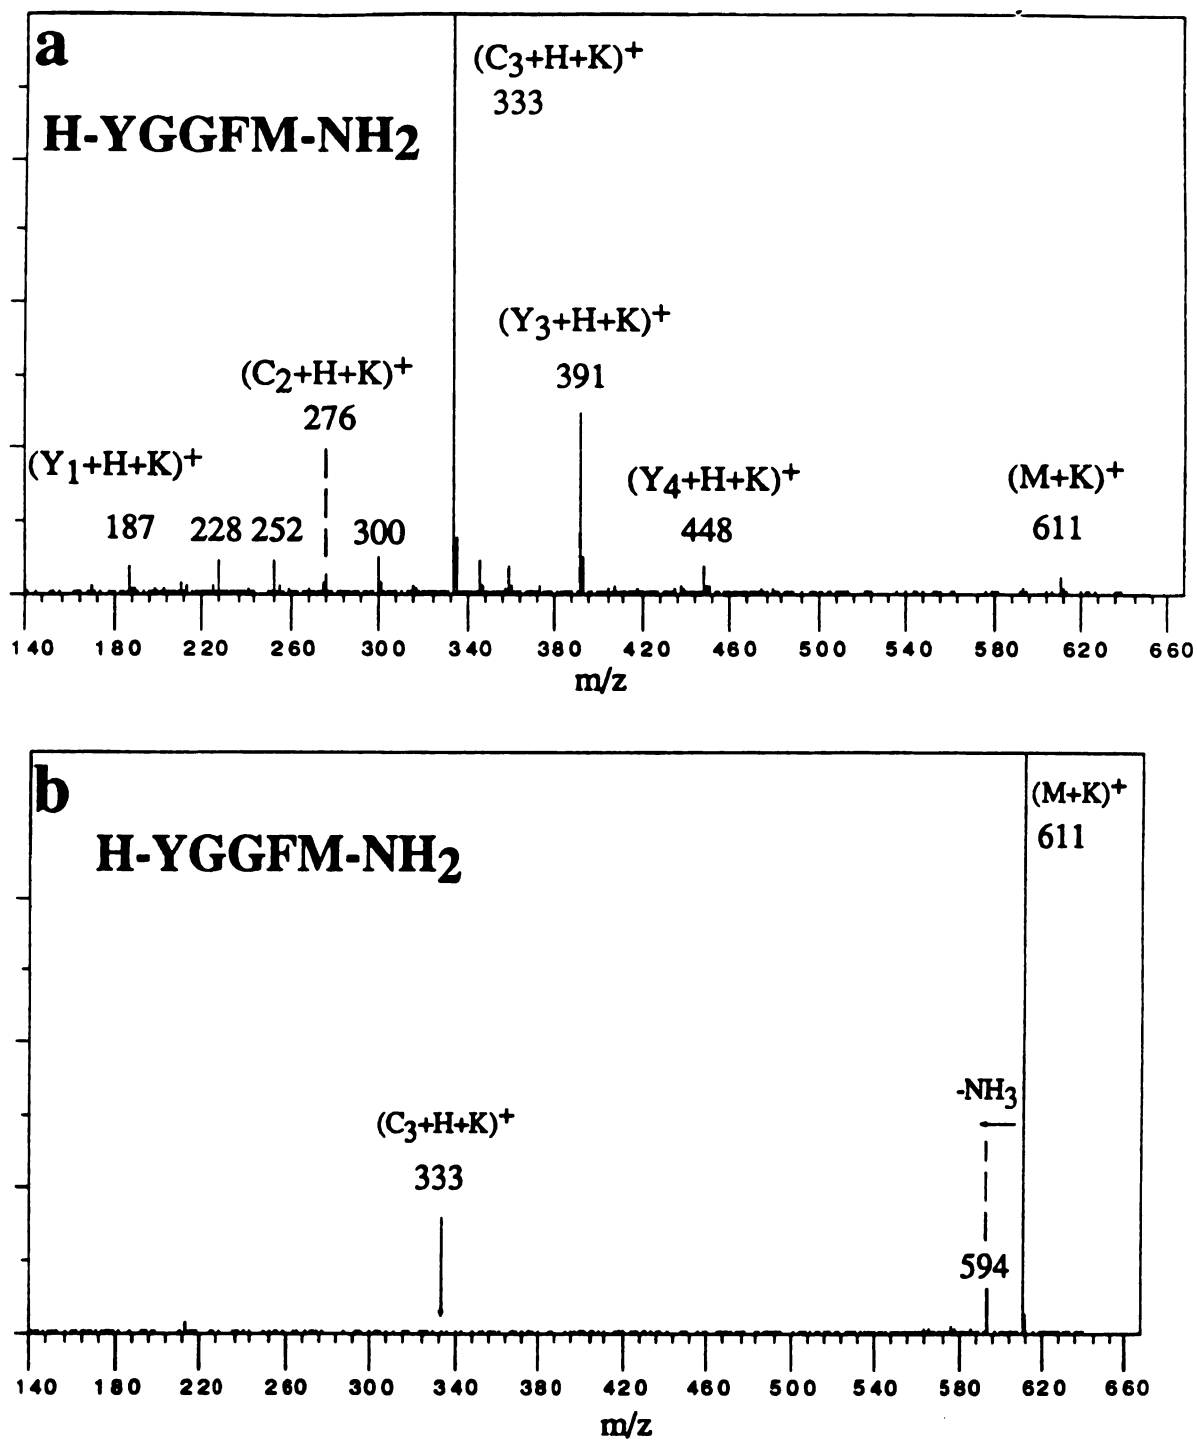 a
(C3+H+K)+
333
H-YGGFM-NH2
(Y3+H+K)+
391
(C2+H+K)+
276
(Y1+H+K)+
(Y4+H+K)+
(M+K)+
187 228 252 300 448 611
140 180 220 260 300 340 380 420 460 500 540 580 620 660
m/z
b
(M+K)+
611
H-YGGFM-NH2
-NH3
(C3+H+K)+
333
594
140 180 220 260 300 340 380 420 460 500 540 580 620 660
m/z